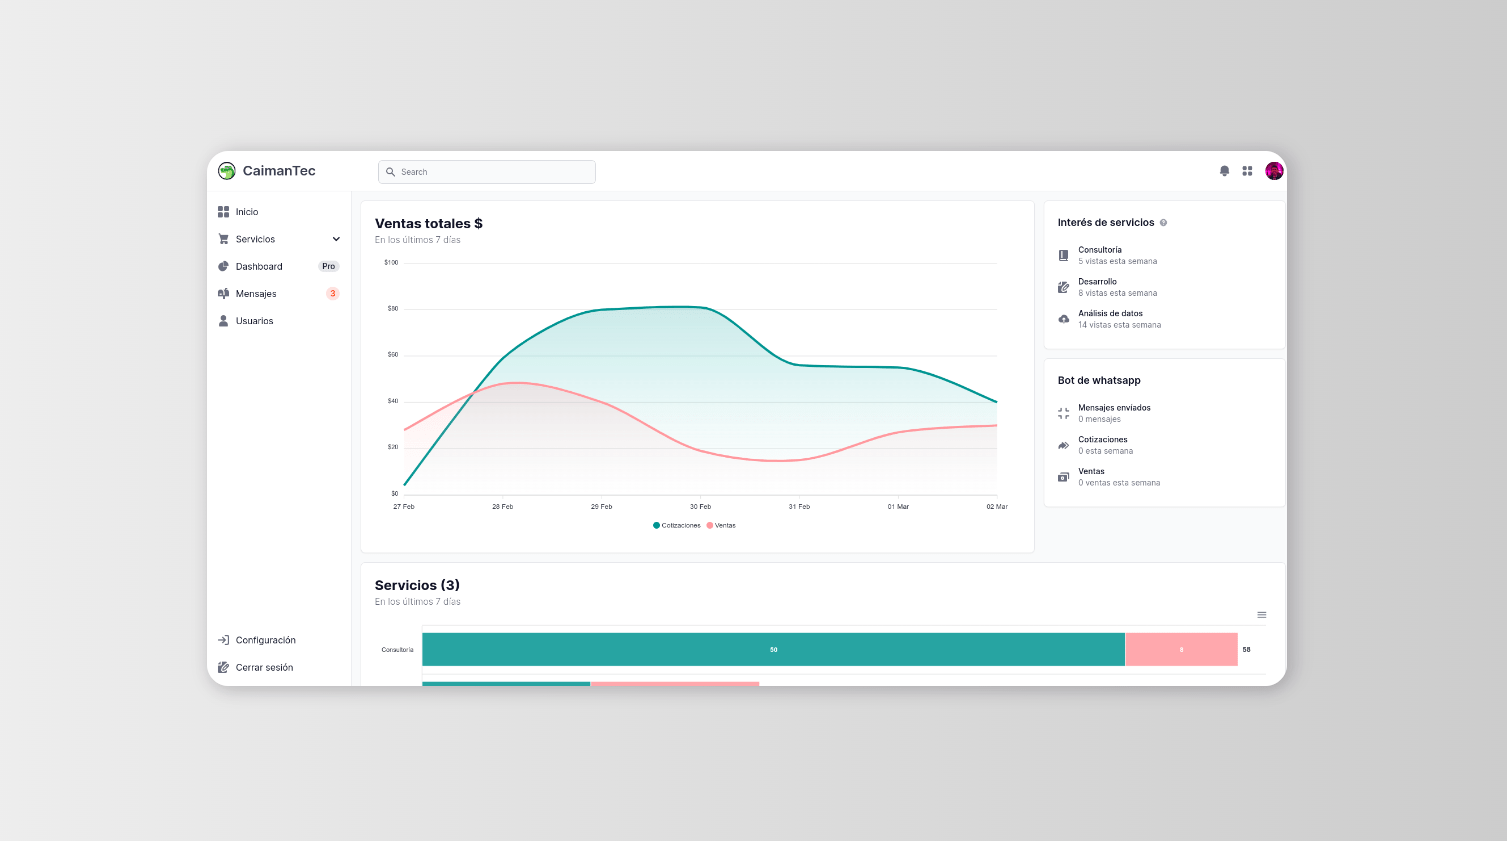 CaimanTec
Search
Inicio
Servicios
Dashboard Pro
Mensajes 3
Usuarios
Configuración
Cerrar sesión
Ventas totales $
En los últimos 7 días
$100
$80
$60
$40
$20
$0
27 Feb 28 Feb 29 Feb 30 Feb 31 Feb 01 Mar 02 Mar
Cotizaciones Ventas
Interés de servicios ?
Consultoría
5 vistas esta semana
Desarrollo
8 vistas esta semana
Análisis de datos
14 vistas esta semana
Bot de whatsapp
Mensajes enviados
0 mensajes
Cotizaciones
0 esta semana
Ventas
0 ventas esta semana
Servicios (3)
En los últimos 7 días
Consultoría 50 8 58